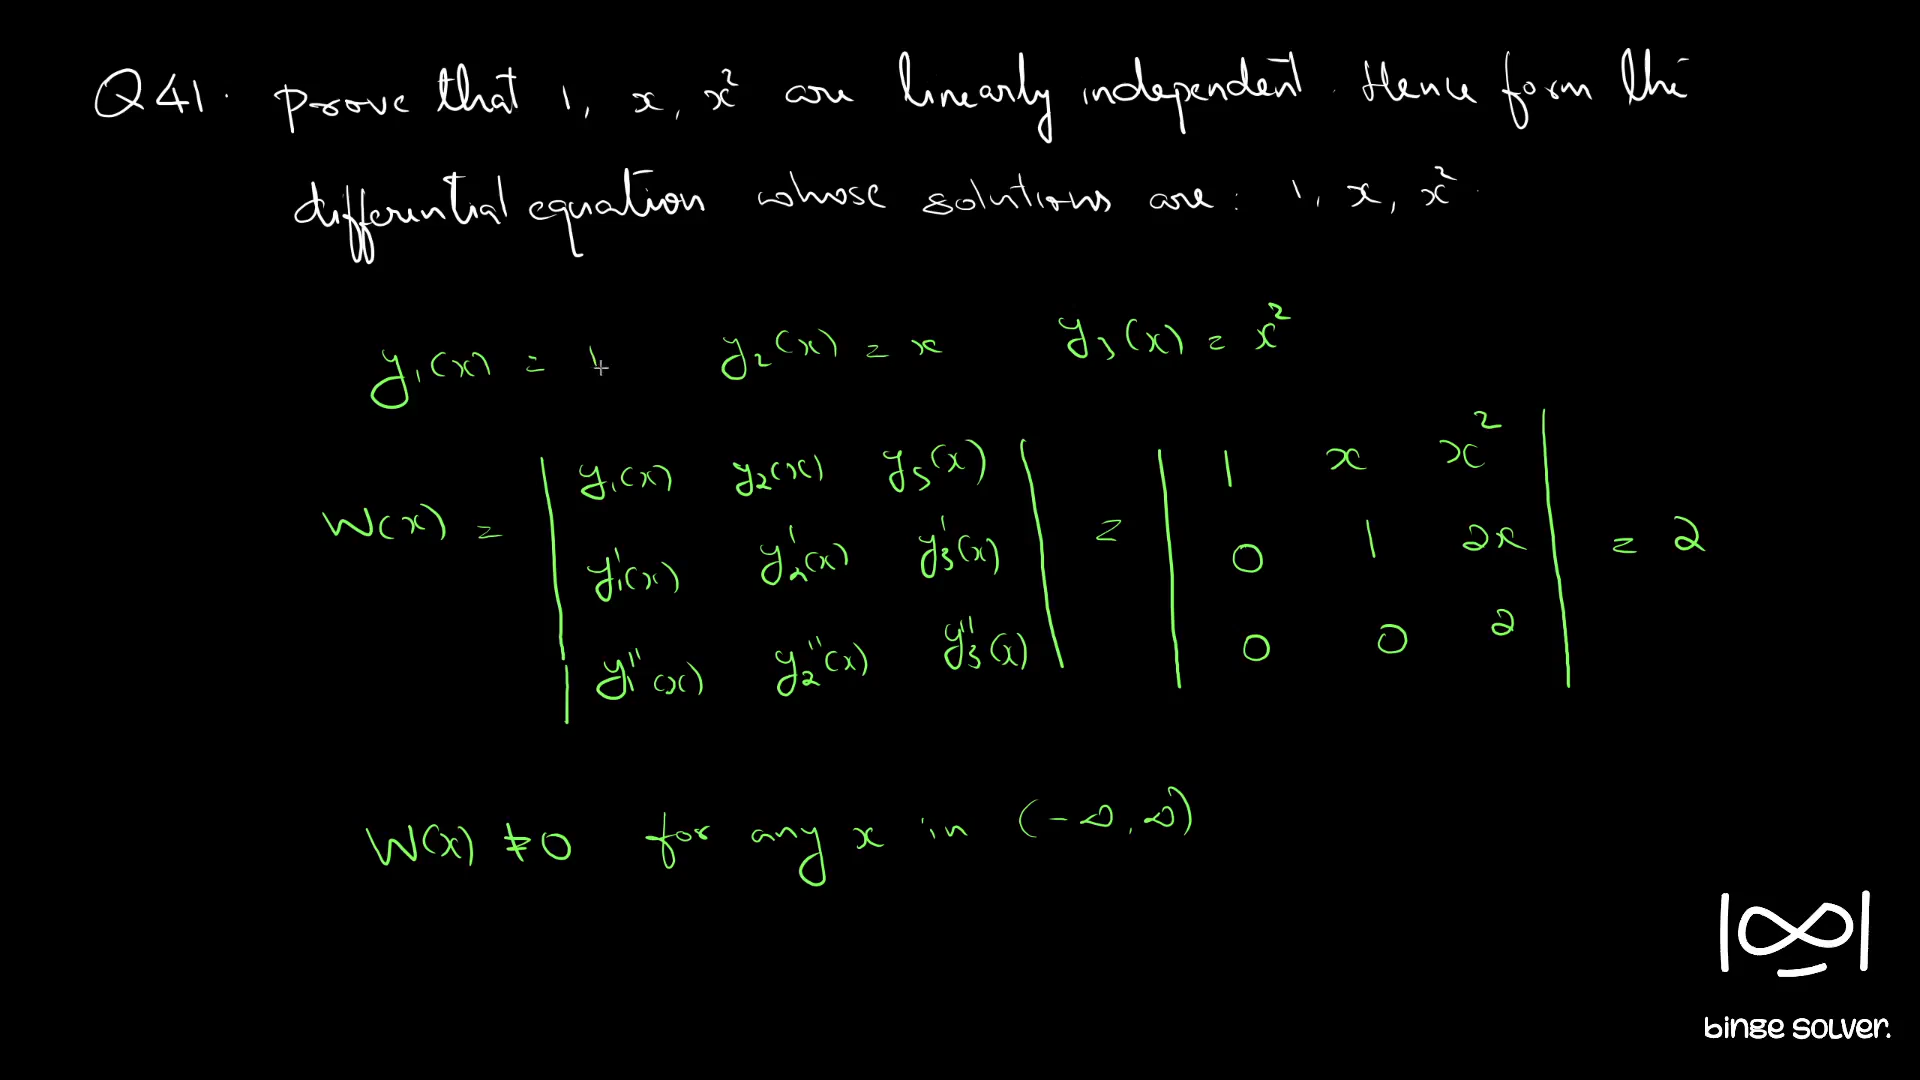 Q41. Prove that 1, x, x² are linearly independent. Hence form the
differential equation whose solutions are : 1, x, x².
y₁(x) = 1 y₂(x) = x y₃(x) = x²
W(x) = | y₁(x) y₂(x) y₃(x) | = | 1 x x² | = 2
y₁'(x) y₂'(x) y₃'(x) 0 1 2x
y₁''(x) y₂''(x) y₃''(x) 0 0 2
W(x) ≠ 0 for any x in (-∞, ∞)
binge solver.